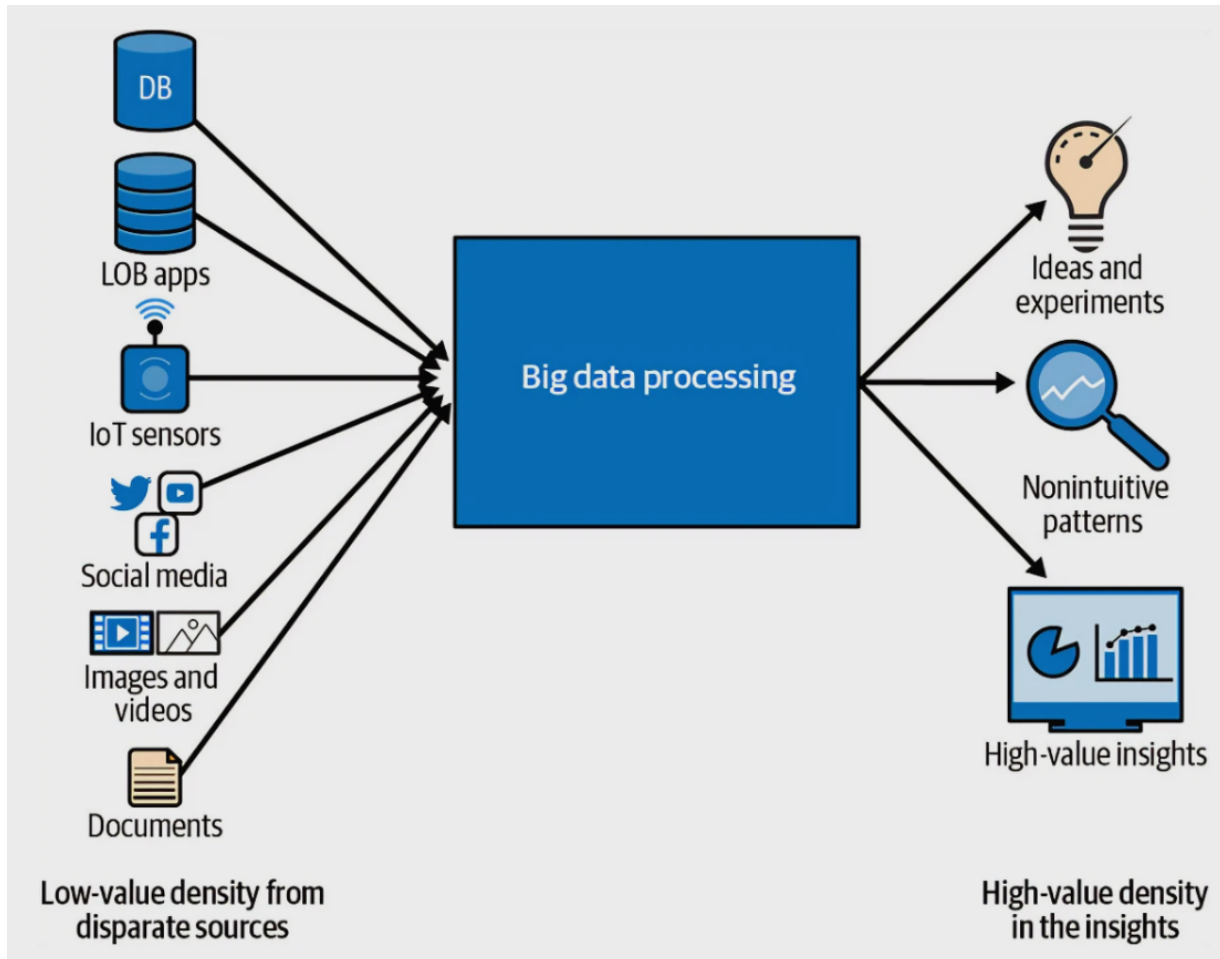 DB
LOB apps
IoT sensors
Social media
Images and
videos
Documents
Low-value density from
disparate sources
Big data processing
Ideas and
experiments
Nonintuitive
patterns
High-value insights
High-value density
in the insights